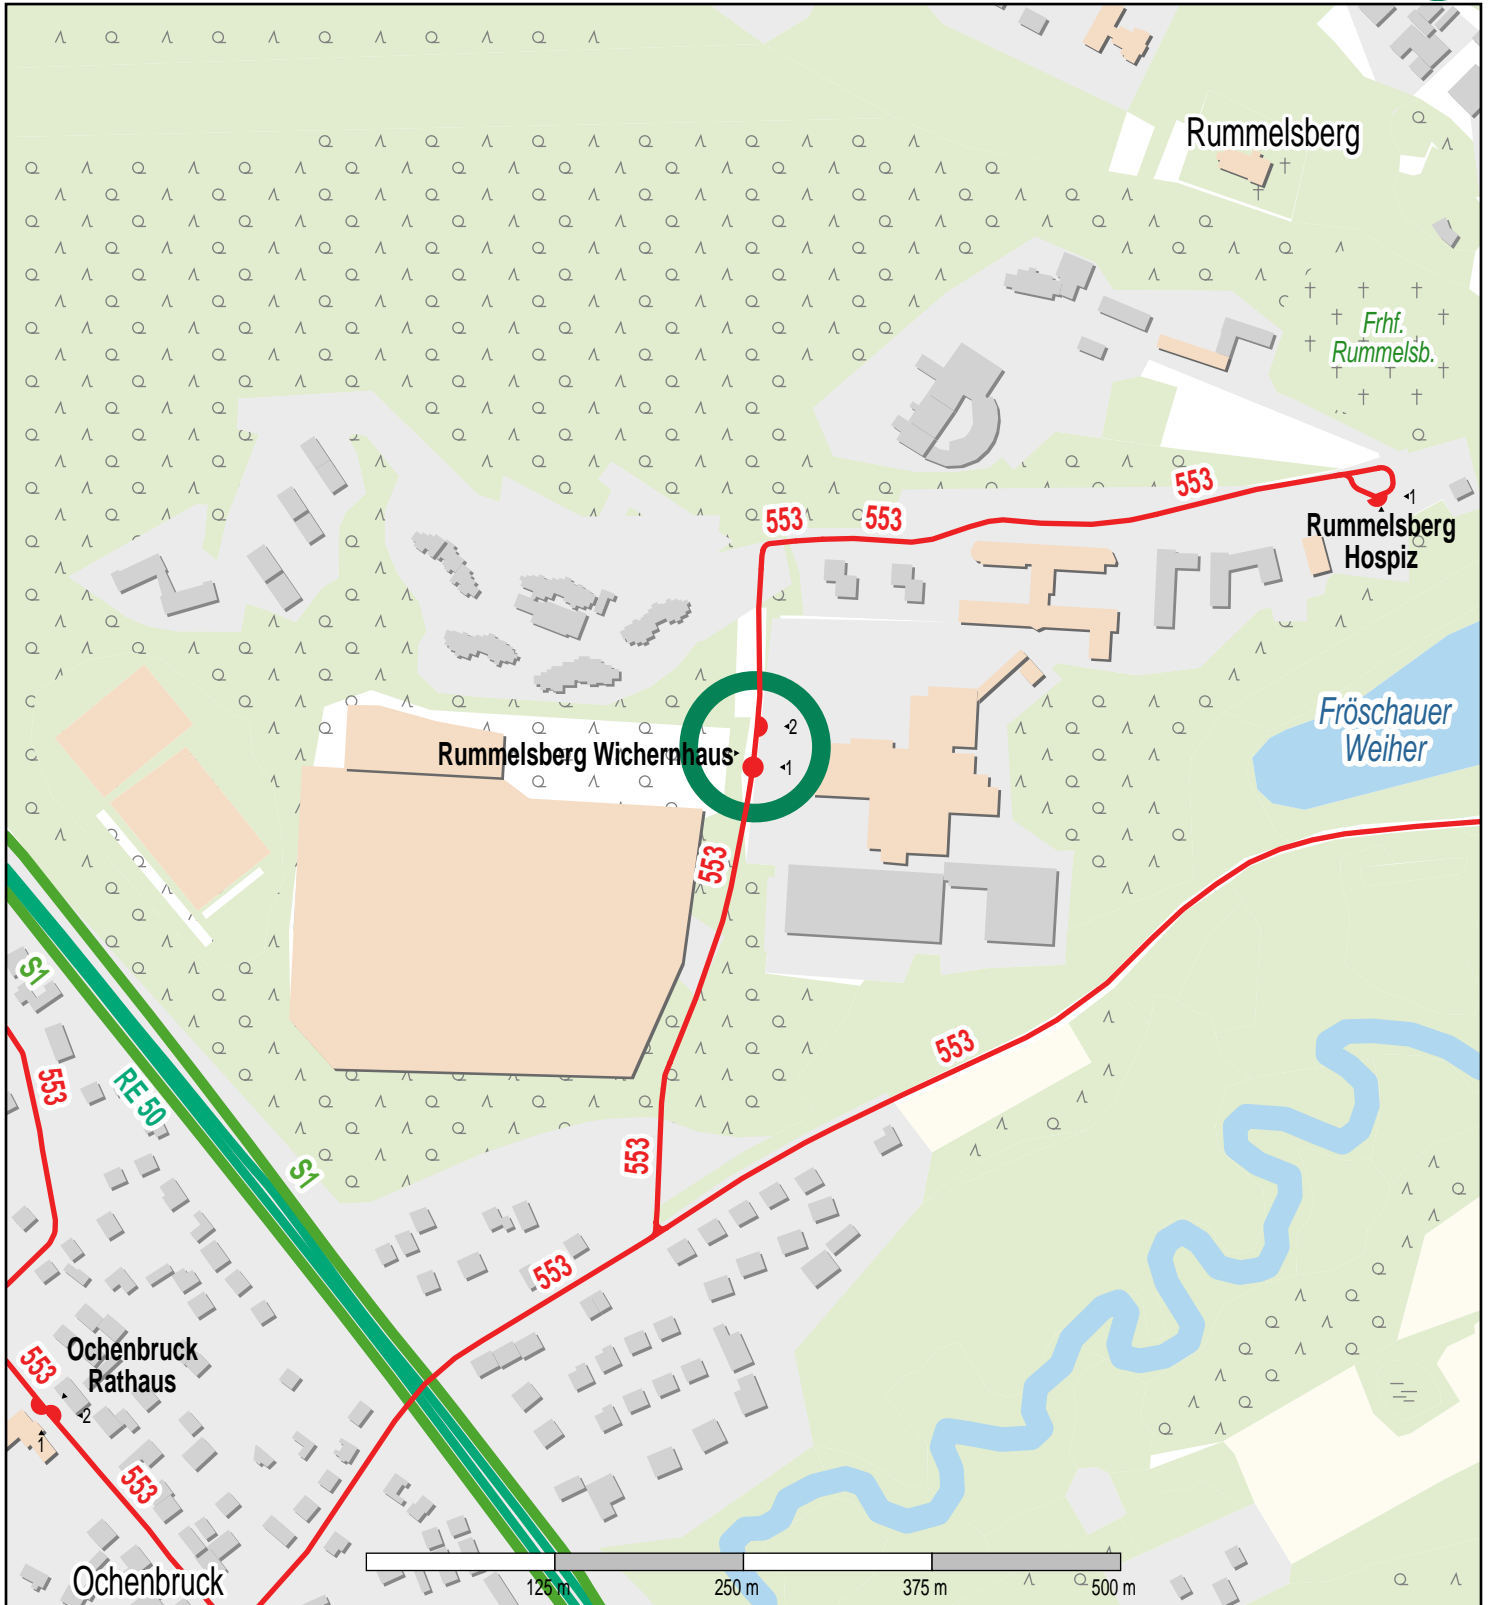 Rummelsberg
Frhf.
Rummelsb.
553
553
553
1
Rummelsberg
Hospiz
Fröschauer
Weiher
2
Rummelsberg Wichernhaus
1
553
S1
553
553
RE 50
553
S1
553
Ochenbruck
Rathaus
553
2
1
553
Ochenbruck
125 m
250 m
375 m
500 m